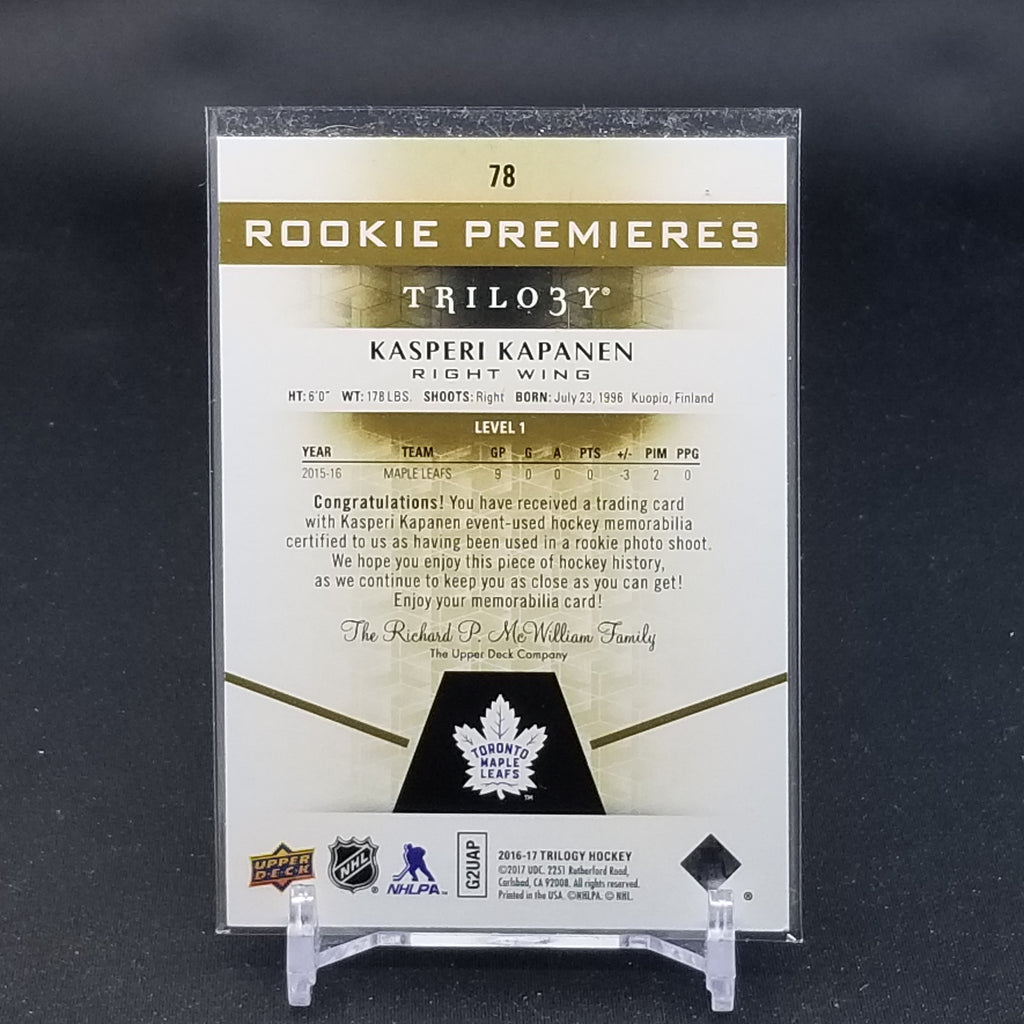 78
ROOKIE PREMIERES
TRILO3Y®
KASPERI KAPANEN
RIGHT WING
HT: 6'0" WT: 178 LBS. SHOOTS: Right BORN: July 23, 1996 Kuopio, Finland
LEVEL 1
YEAR TEAM GP G A PTS +/- PIM PPG
2015-16 MAPLE LEAFS 9 0 0 0 -3 2 0
Congratulations! You have received a trading card
with Kasperi Kapanen event-used hockey memorabilia
certified to us as having been used in a rookie photo shoot.
We hope you enjoy this piece of hockey history,
as we continue to keep you as close as you can get!
Enjoy your memorabilia card!
The Richard P. McWilliam Family
The Upper Deck Company
TORONTO
MAPLE
LEAFS
TM
UPPER
D·E·C·K
NHL
®
NHLPA™
G2UAP
2016-17 TRILOGY HOCKEY
©2017 UDC. 2251 Rutherford Road,
Carlsbad, CA 92008. All rights reserved.
Printed in the USA. ©NHLPA. © NHL.
®